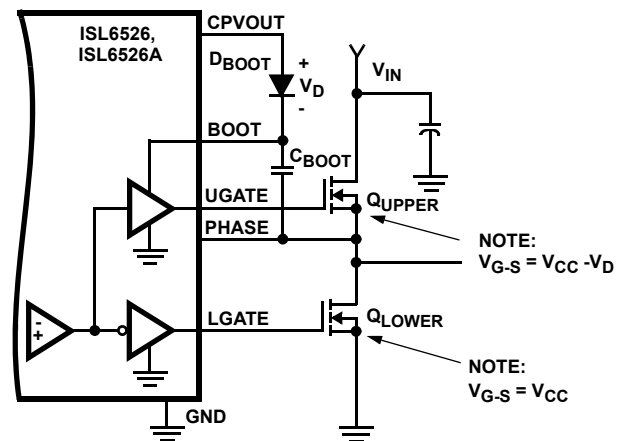 ISL6526,
ISL6526A
CPVOUT
DBOOT
+
VD
-
VIN
BOOT
CBOOT
UGATE
QUPPER
PHASE
NOTE:
VG-S = VCC -VD
-
+
LGATE
QLOWER
NOTE:
VG-S = VCC
GND